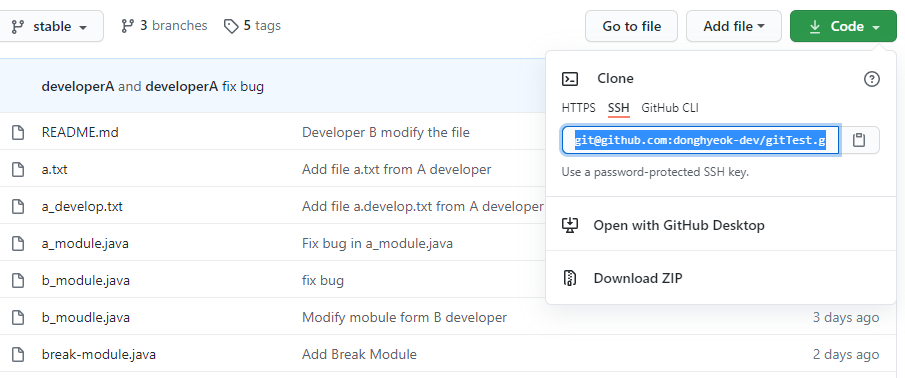 stable 3 branches 5 tags Go to file Add file Code
developerA and developerA fix bug
Clone
HTTPS SSH GitHub CLI
git@github.com:donghyeok-dev/gitTest.g
Use a password-protected SSH key.
Open with GitHub Desktop
Download ZIP
README.md Developer B modify the file
a.txt Add file a.txt from A developer
a_develop.txt Add file a.develop.txt from A developer
a_module.java Fix bug in a_module.java
b_module.java fix bug
b_moudle.java Modify mobule form B developer 3 days ago
break-module.java Add Break Module 2 days ago